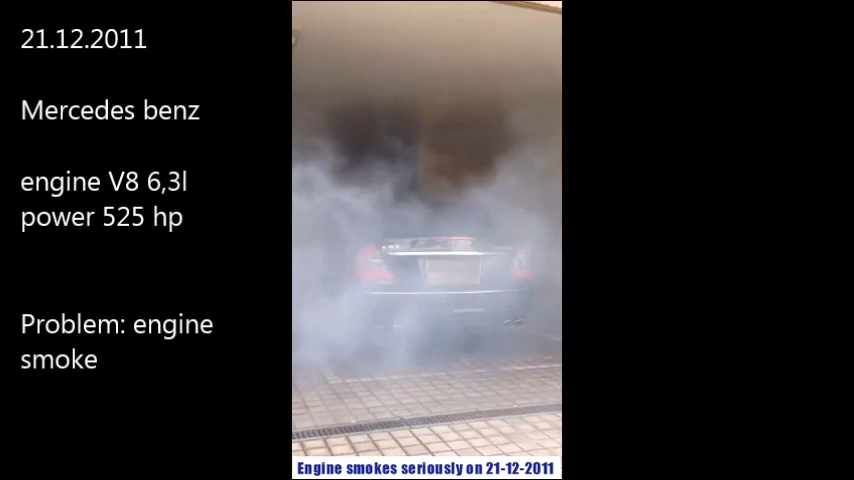 21.12.2011
Mercedes benz
engine V8 6,3l
power 525 hp
Problem: engine
smoke
Engine smokes seriously on 21-12-2011